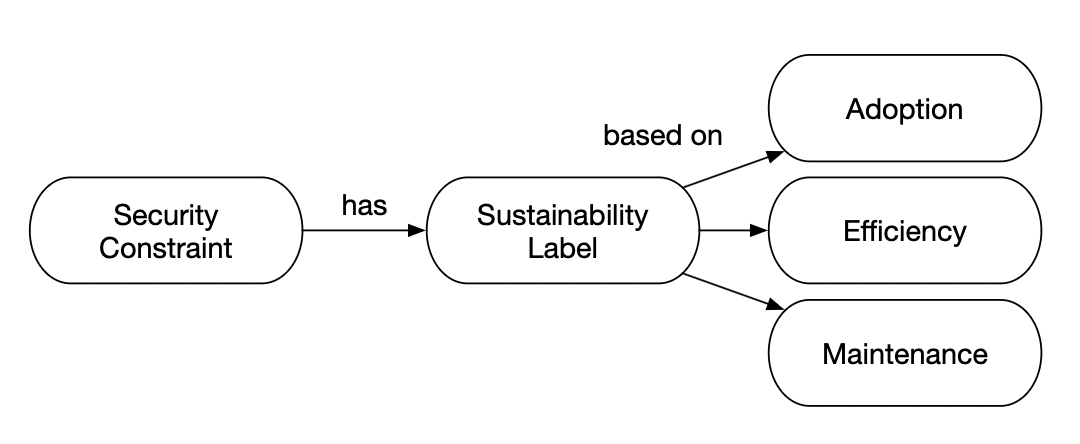 Security
Constraint
has
Sustainability
Label
based on
Adoption
Efficiency
Maintenance